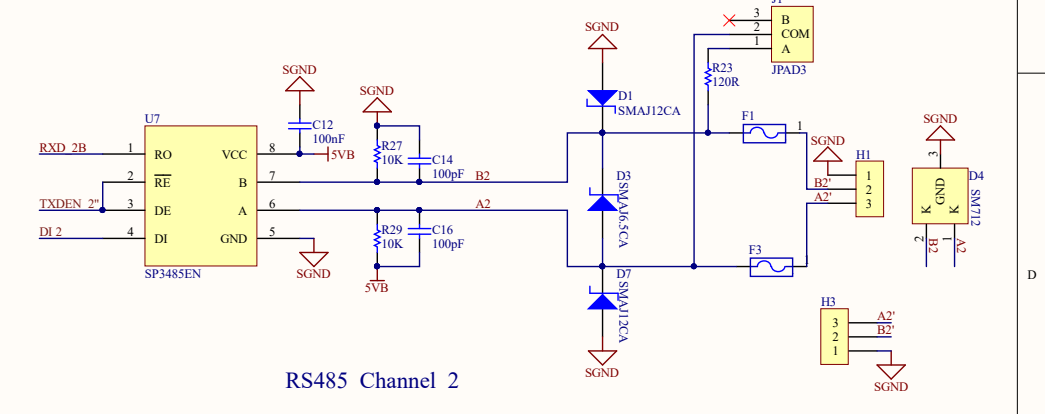 J1
3 B
2 COM
1 A
JPAD3
SGND
R23
120R
D1
SMAJ12CA
SGND
C12
100nF
SGND
U7
RXD_2B 1 RO VCC 8 5VB
2 RE B 7 B2
TXDEN_2" 3 DE A 6 A2
DI 2 4 DI GND 5
SP3485EN
SGND
R27
10K
C14
100pF
R29
10K
C16
100pF
5VB
D3
SMAJ6.5CA
D7
SMAJ12CA
SGND
F1
1
SGND
H1
1
B2' 2
A2' 3
F3
1
SGND
3
D4
SM712
GND
K K
2 1
B2 A2
D
H3
3 A2'
2 B2'
1
SGND
RS485 Channel 2